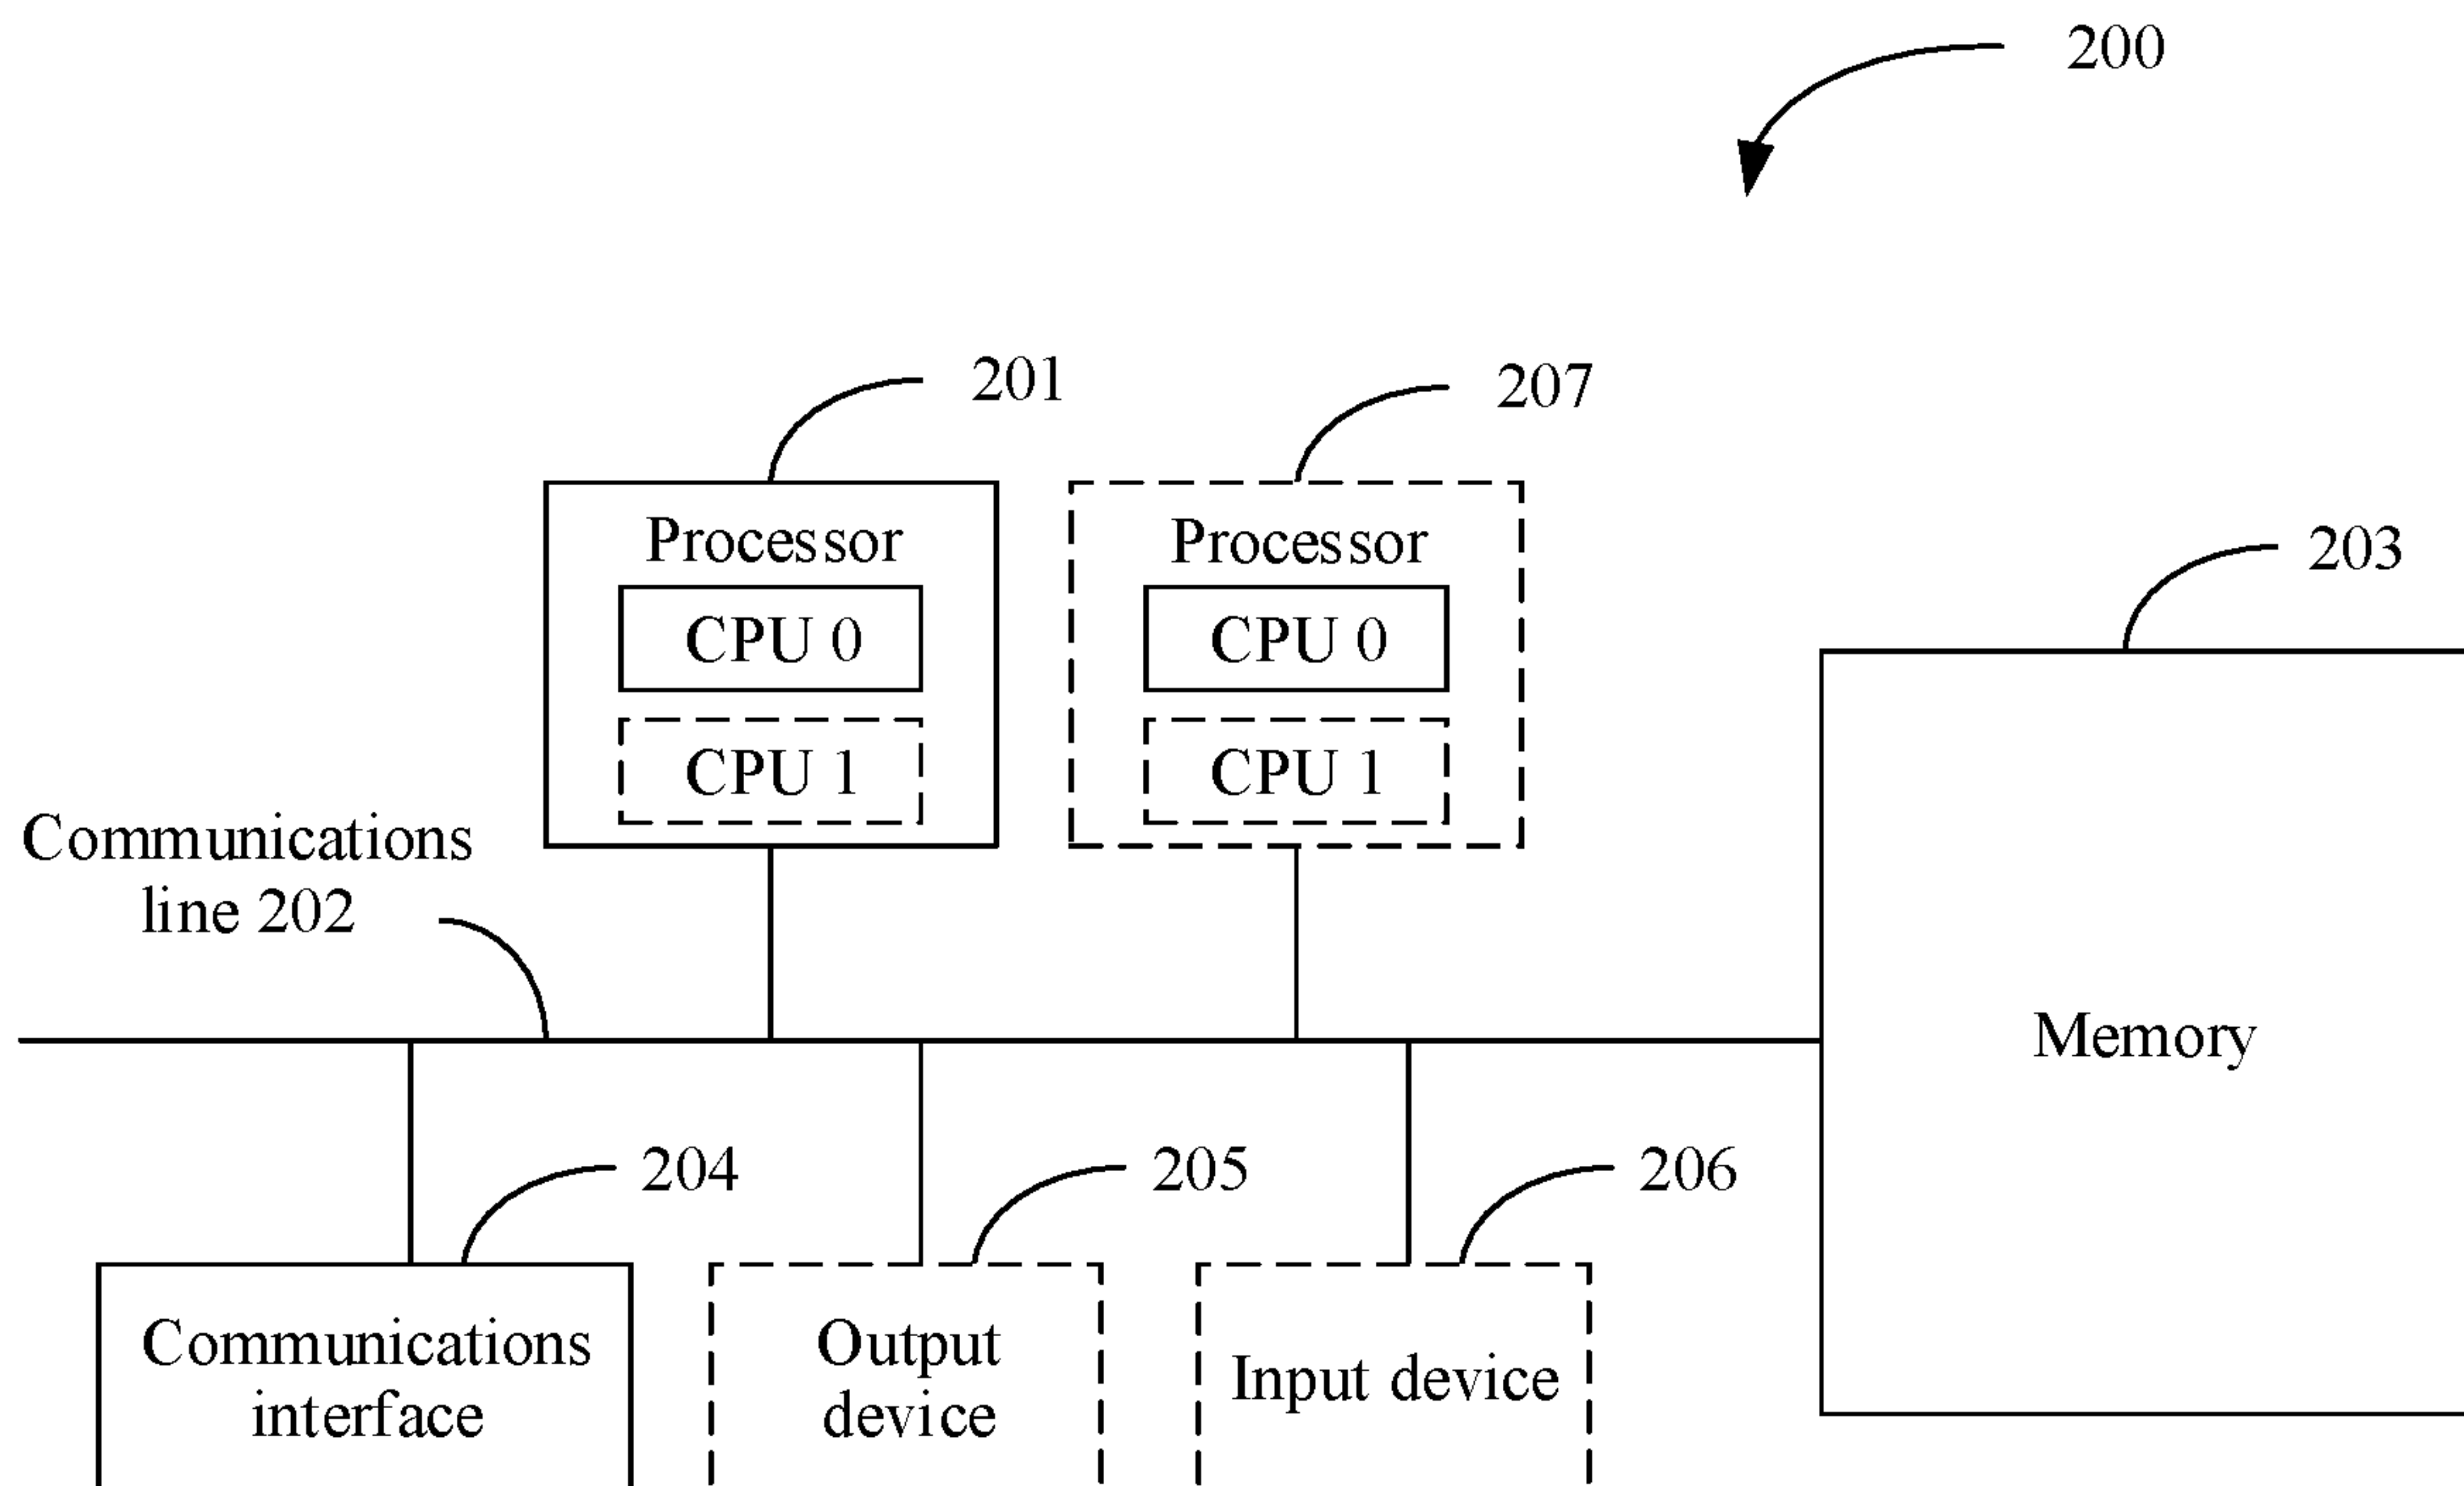 200
201
207
Processor
Processor
203
CPU 0
CPU 0
CPU 1
CPU 1
Communications
line 202
Memory
204
205
206
Communications
interface
Output
device
Input device